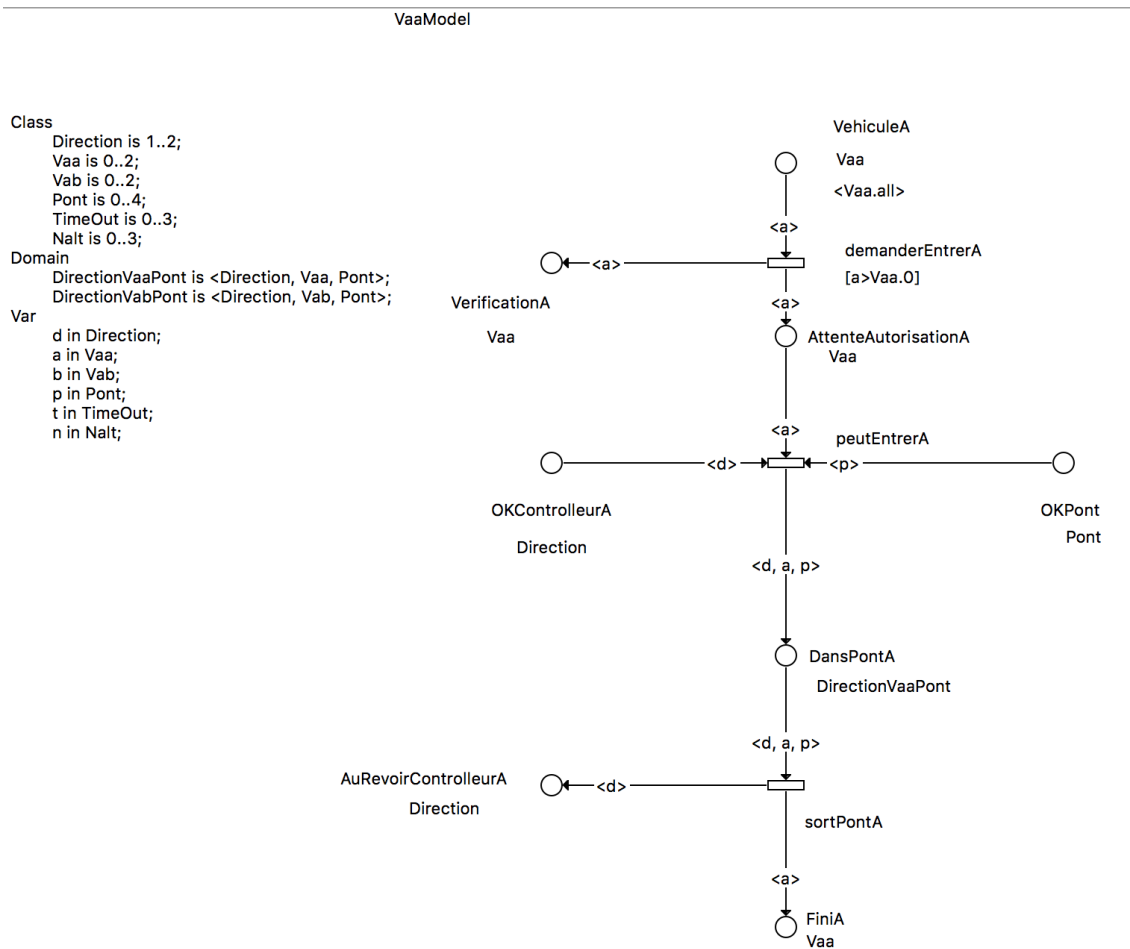 VaaModel
Class
Direction is 1..2;
Vaa is 0..2;
Vab is 0..2;
Pont is 0..4;
TimeOut is 0..3;
Nalt is 0..3;
Domain
DirectionVaaPont is <Direction, Vaa, Pont>;
DirectionVabPont is <Direction, Vab, Pont>;
Var
d in Direction;
a in Vaa;
b in Vab;
p in Pont;
t in TimeOut;
n in Nalt;
VehiculeA
Vaa
<Vaa.all>
<a>
demanderEntrerA
[a>Vaa.0]
<a>
VerificationA
Vaa
<a>
AttenteAutorisationA
Vaa
<a>
peutEntrerA
<d>
<p>
OKControlleurA
Direction
OKPont
Pont
<d, a, p>
DansPontA
DirectionVaaPont
<d, a, p>
AuRevoirControlleurA
Direction
<d>
sortPontA
<a>
FiniA
Vaa